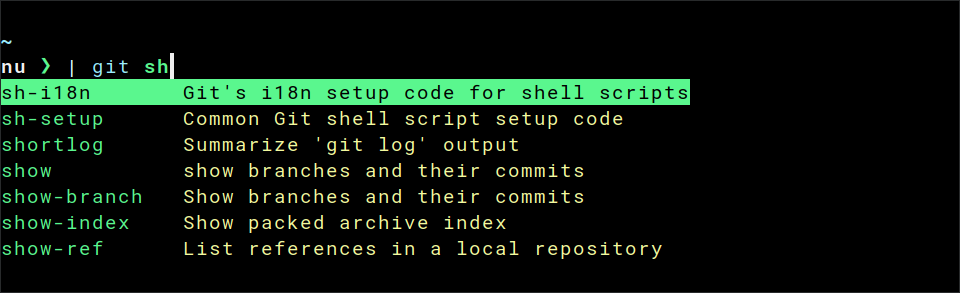 ~
nu ❯ | git sh
sh-i18n Git's i18n setup code for shell scripts
sh-setup Common Git shell script setup code
shortlog Summarize 'git log' output
show show branches and their commits
show-branch Show branches and their commits
show-index Show packed archive index
show-ref List references in a local repository